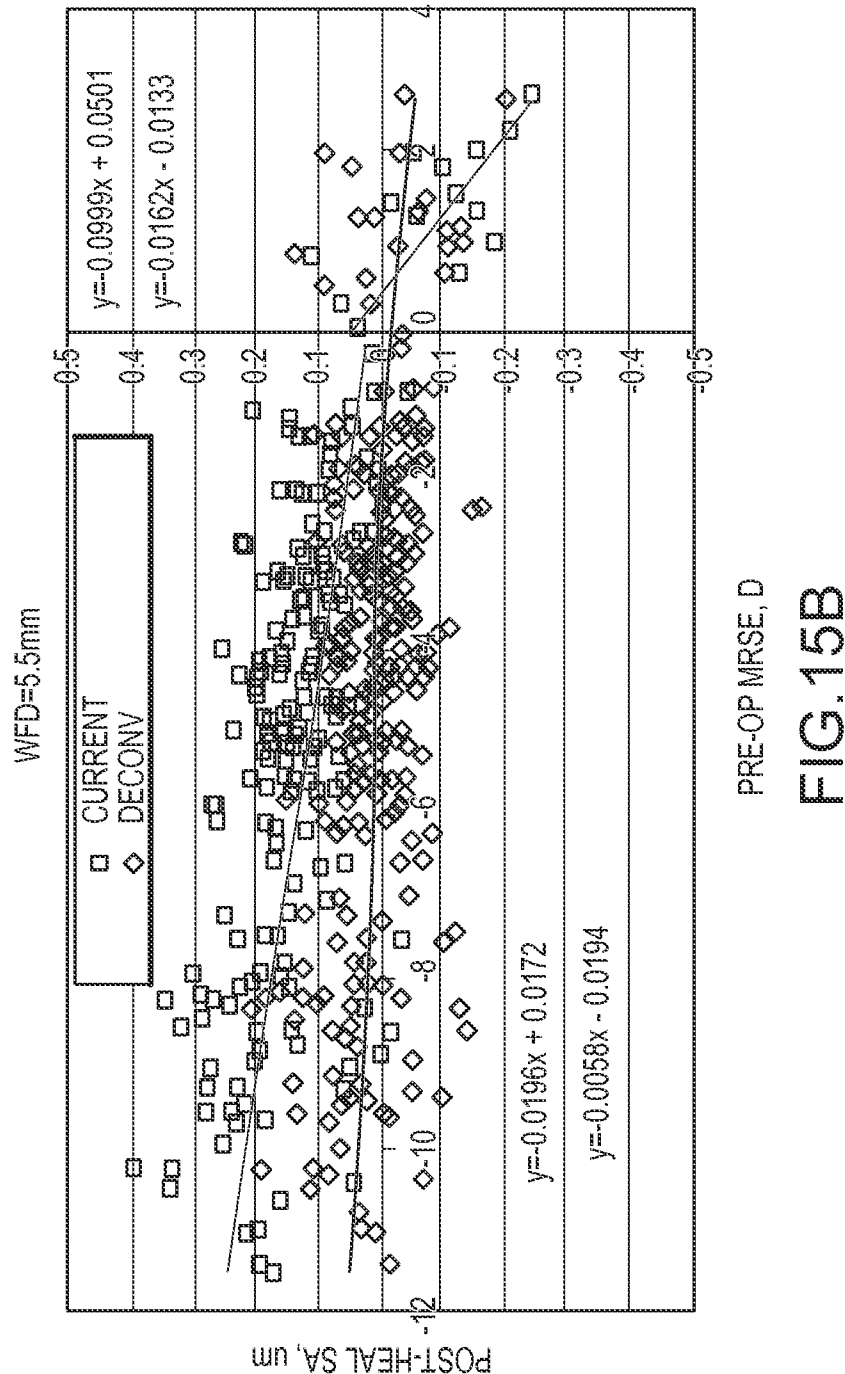 WFD=5.5mm
CURRENT
DECONV
y=-0.0999x + 0.0501
y=-0.0162x - 0.0133
0.5
0.4
0.3
0.2
0.1
-0.1
-0.2
-0.3
-0.4
-0.5
-12 -10 -8 -6 -4 -2 0 2 4
y=-0.0196x + 0.0172
y=-0.0058x - 0.0194
POST-HEAL SA, um
PRE-OP MRSE, D
FIG.15B